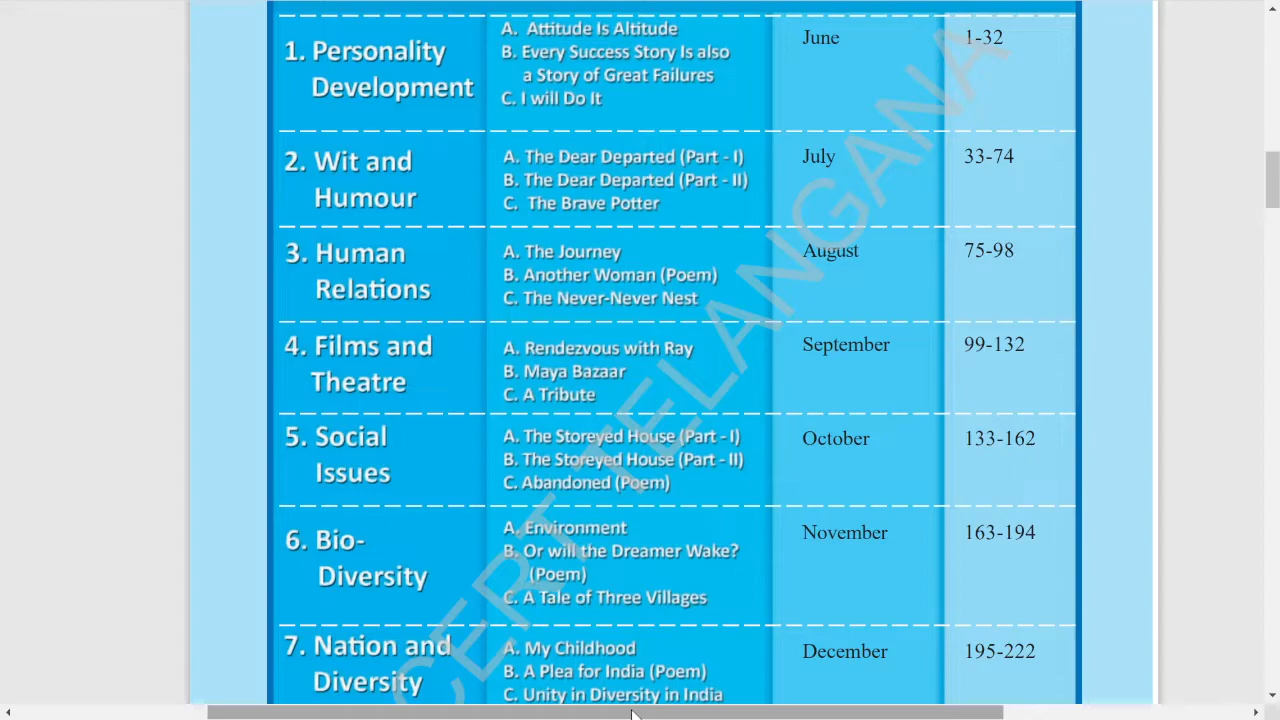 1. Personality
Development
A. Attitude Is Altitude
B. Every Success Story Is also
a Story of Great Failures
C. I will Do It
June
1-32
2. Wit and
Humour
A. The Dear Departed (Part - I)
B. The Dear Departed (Part - II)
C. The Brave Potter
July
33-74
3. Human
Relations
A. The Journey
B. Another Woman (Poem)
C. The Never-Never Nest
August
75-98
4. Films and
Theatre
A. Rendezvous with Ray
B. Maya Bazaar
C. A Tribute
September
99-132
5. Social
Issues
A. The Storeyed House (Part - I)
B. The Storeyed House (Part - II)
C. Abandoned (Poem)
October
133-162
6. Bio-
Diversity
A. Environment
B. Or will the Dreamer Wake?
(Poem)
C. A Tale of Three Villages
November
163-194
7. Nation and
Diversity
A. My Childhood
B. A Plea for India (Poem)
C. Unity in Diversity in India
December
195-222
CERT TELANGANA